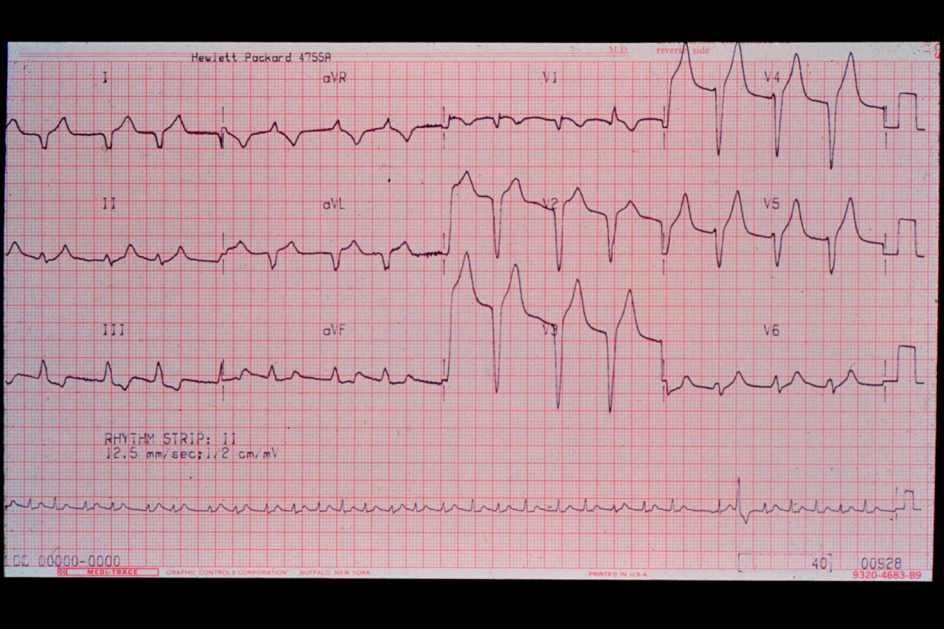 M.D. reverse side
Hewlett Packard 4755A
I aVR V1 V4
II aVL V2 V5
III aVF V3 V6
RHYTHM STRIP: II
12.5 mm/sec;1/2 cm/mV
LOC 00000-0000 40] 00928
MEDI-TRACE GRAPHIC CONTROLS CORPORATION BUFFALO, NEW YORK PRINTED IN U.S.A. 9320-4683-B9